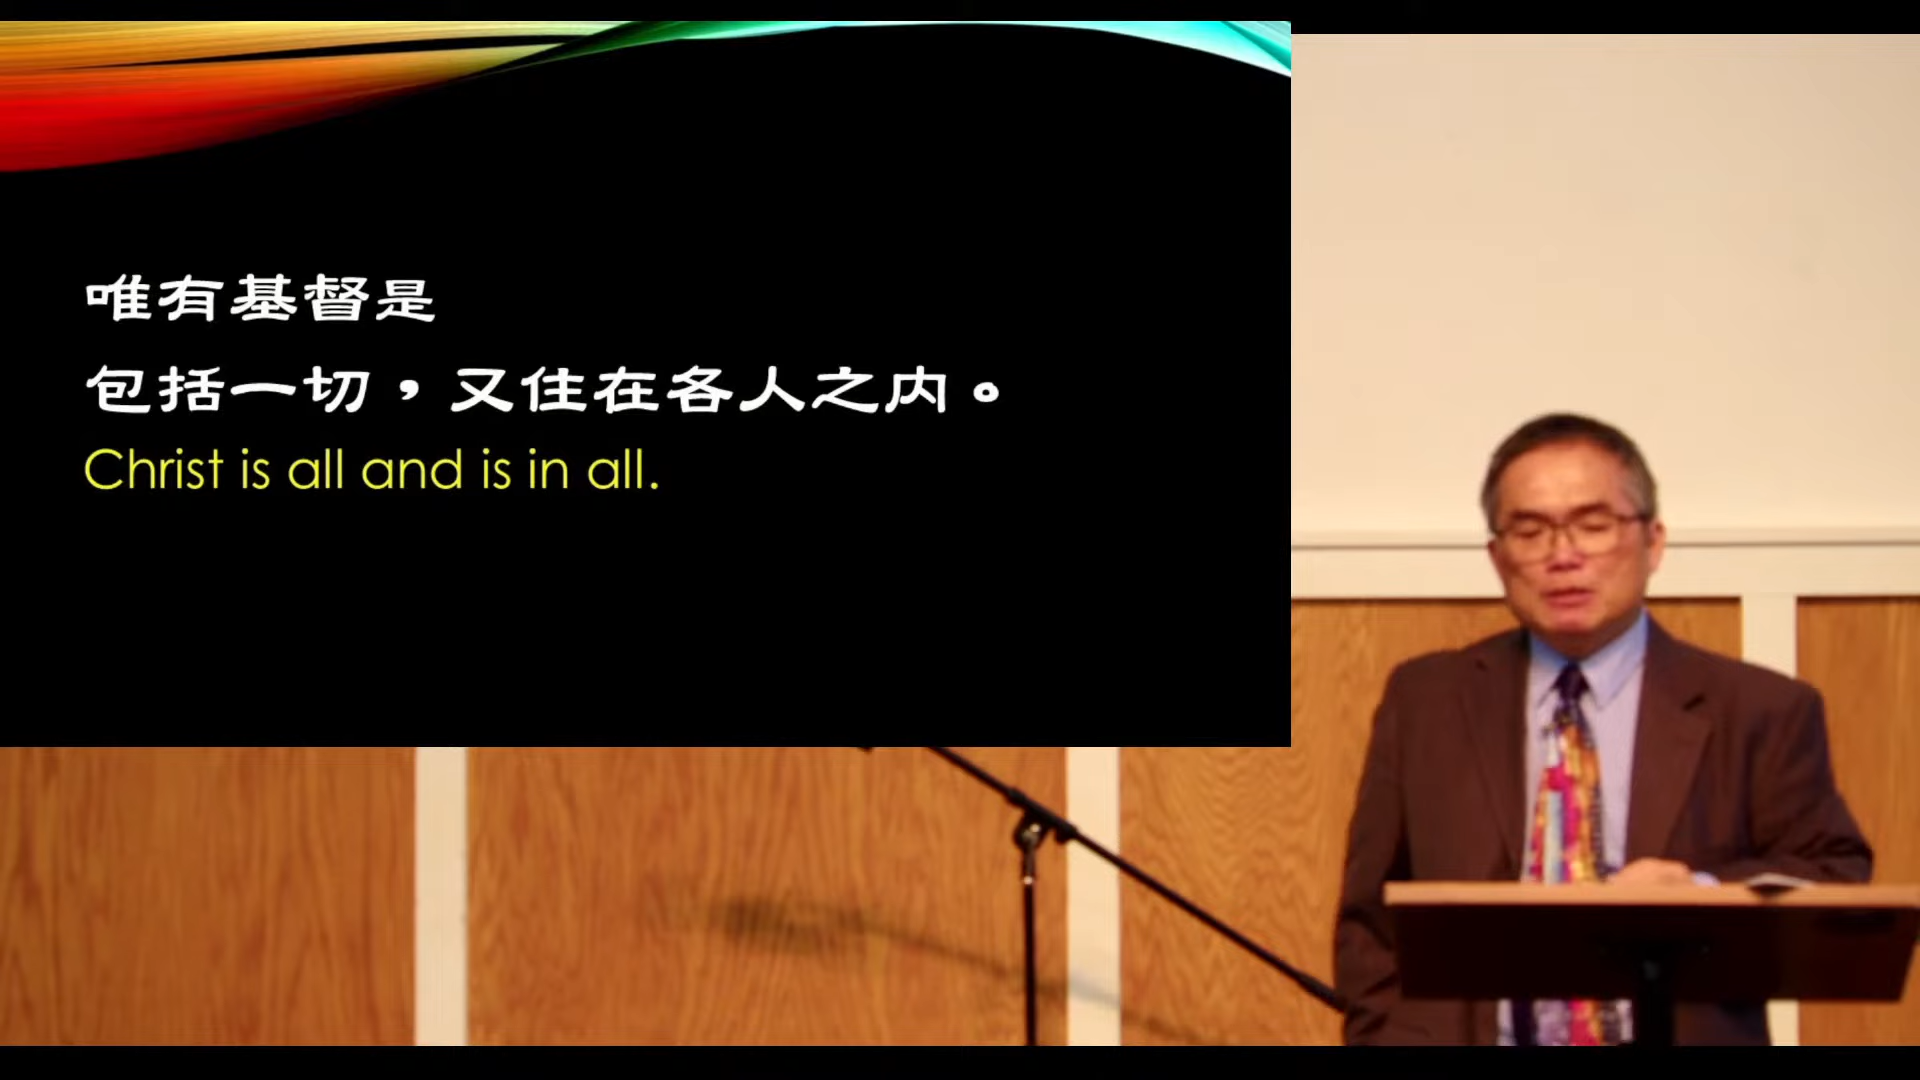 唯有基督是
包括一切，又住在各人之内。
Christ is all and is in all.